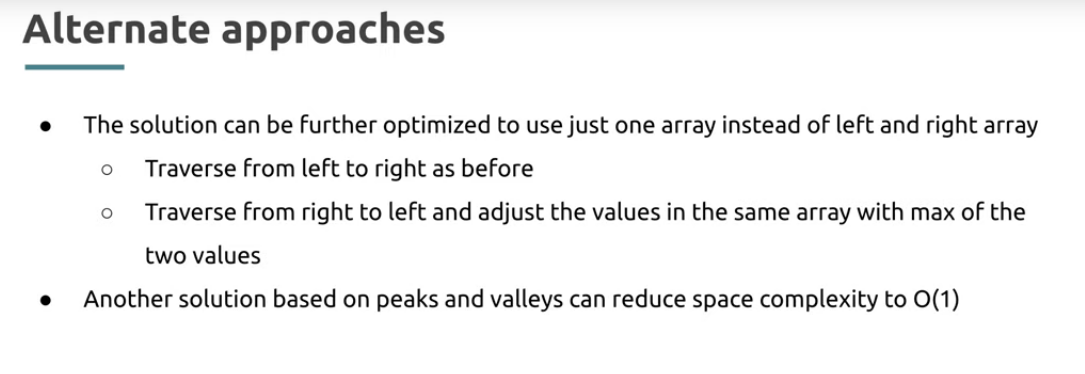 Alternate approaches
● The solution can be further optimized to use just one array instead of left and right array
○ Traverse from left to right as before
○ Traverse from right to left and adjust the values in the same array with max of the
two values
● Another solution based on peaks and valleys can reduce space complexity to O(1)